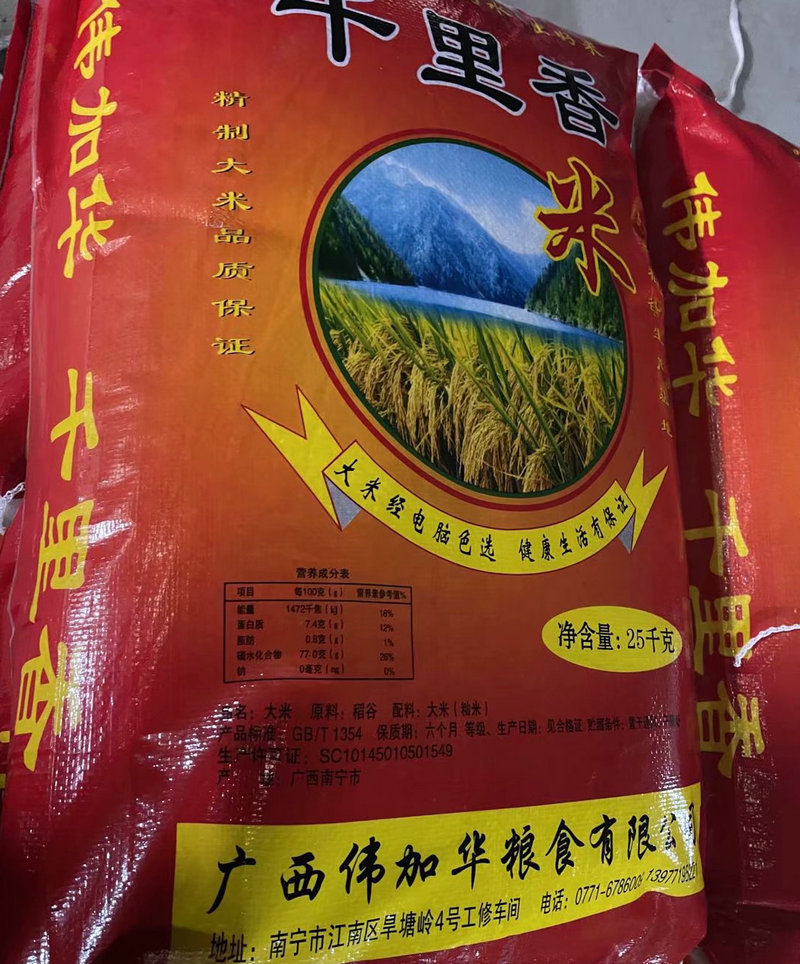 千里香
米
伟加华 千里香
精制大米品质保证
大米经电脑色选 健康生活有保证
营养成分表
项目 每100克(g) 营养素参考值%
能量 1472千焦(kj) 18%
蛋白质 7.4克(g) 12%
脂肪 0.8克(g) 1%
碳水化合物 77.0克(g) 26%
钠 0毫克(mg) 0%
净含量:25千克
品名:大米 原料:稻谷 配料:大米(籼米)
产品标准:GB/T 1354 保质期:六个月 等级、生产日期:见合格证 贮藏条件:置于
生产许可证:SC10145010501549
产 地:广西南宁市
广西伟加华粮食有限公司
地址:南宁市江南区旱塘岭4号工修车间 电话:0771-678600
伟加华 千里香